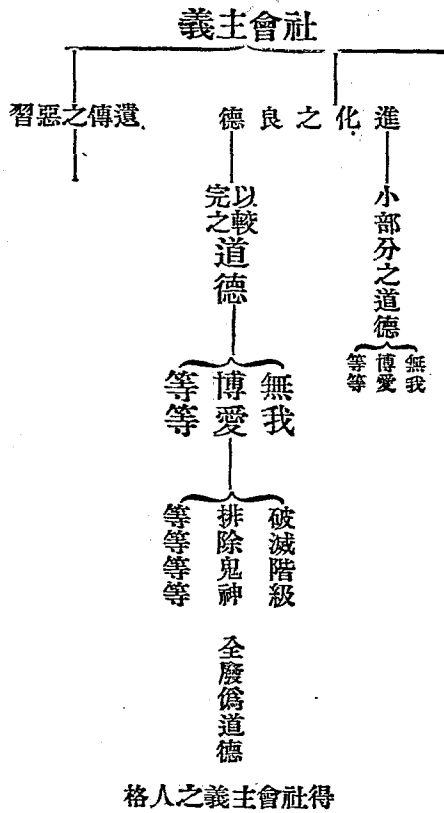 社會主義
進化之良德
遺傳之惡習
小部分之道德
無我
博愛
等等
以較
完之
道德
無我
博愛
等等
破滅階級
排除鬼神
等等等等
全廢僞道德
得社會主義之人格